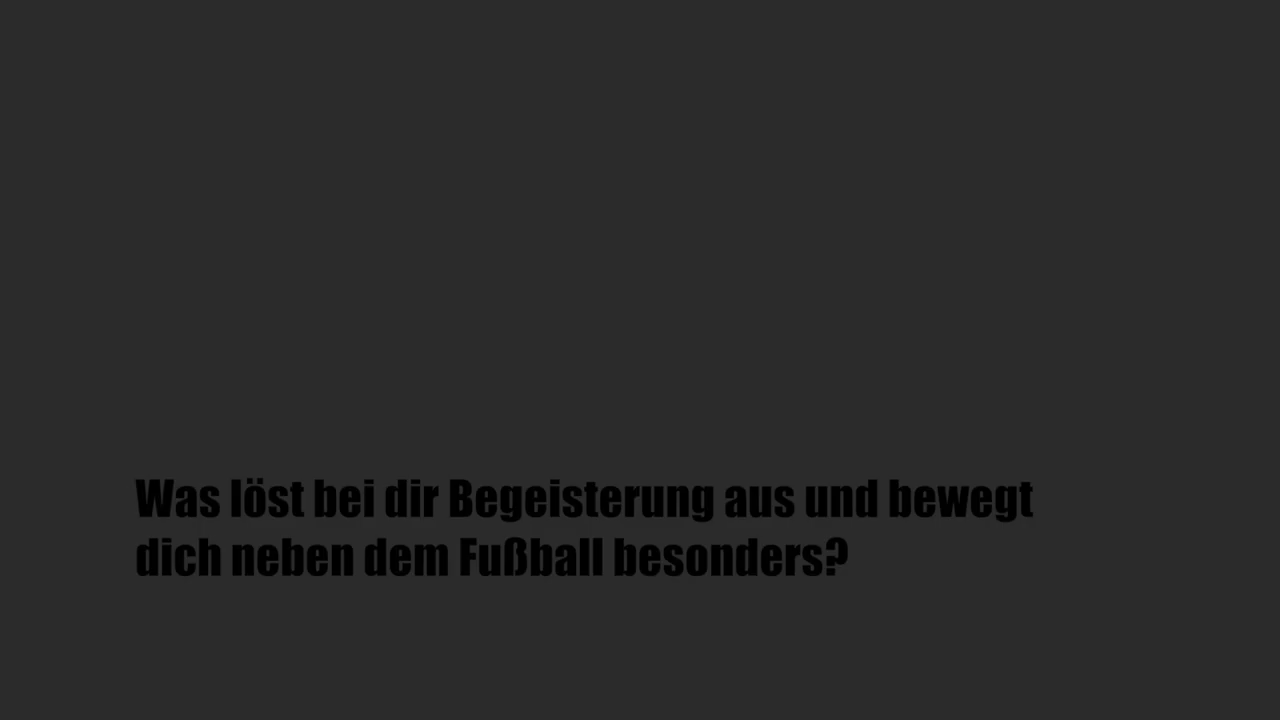 Was löst bei dir Begeisterung aus und bewegt
dich neben dem Fußball besonders?